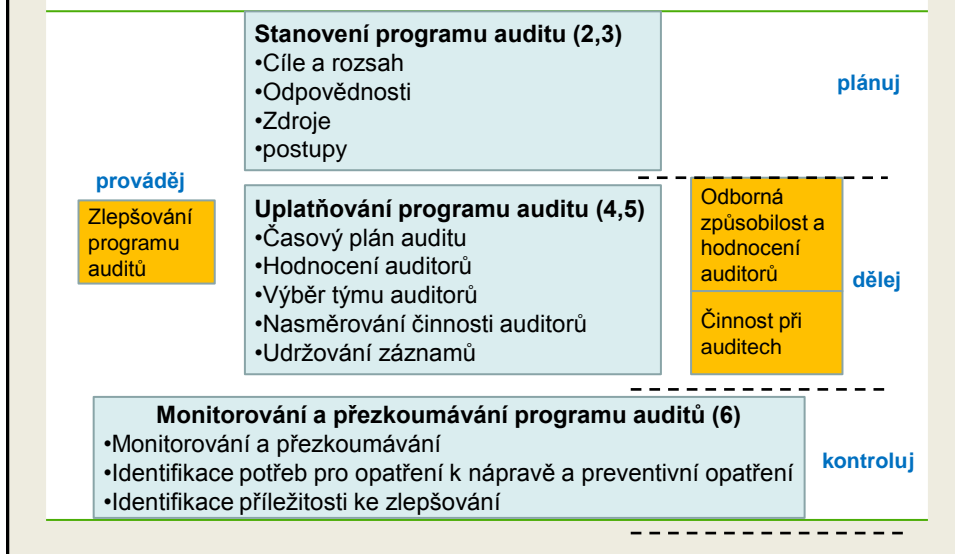 Stanovení programu auditu (2,3)
•Cíle a rozsah
•Odpovědnosti
•Zdroje
•postupy
plánuj
prováděj
Zlepšování
programu
auditů
Uplatňování programu auditu (4,5)
•Časový plán auditu
•Hodnocení auditorů
•Výběr týmu auditorů
•Nasměrování činnosti auditorů
•Udržování záznamů
Odborná
způsobilost a
hodnocení
auditorů
Činnost při
auditech
dělej
Monitorování a přezkoumávání programu auditů (6)
•Monitorování a přezkoumávání
•Identifikace potřeb pro opatření k nápravě a preventivní opatření
•Identifikace příležitosti ke zlepšování
kontroluj